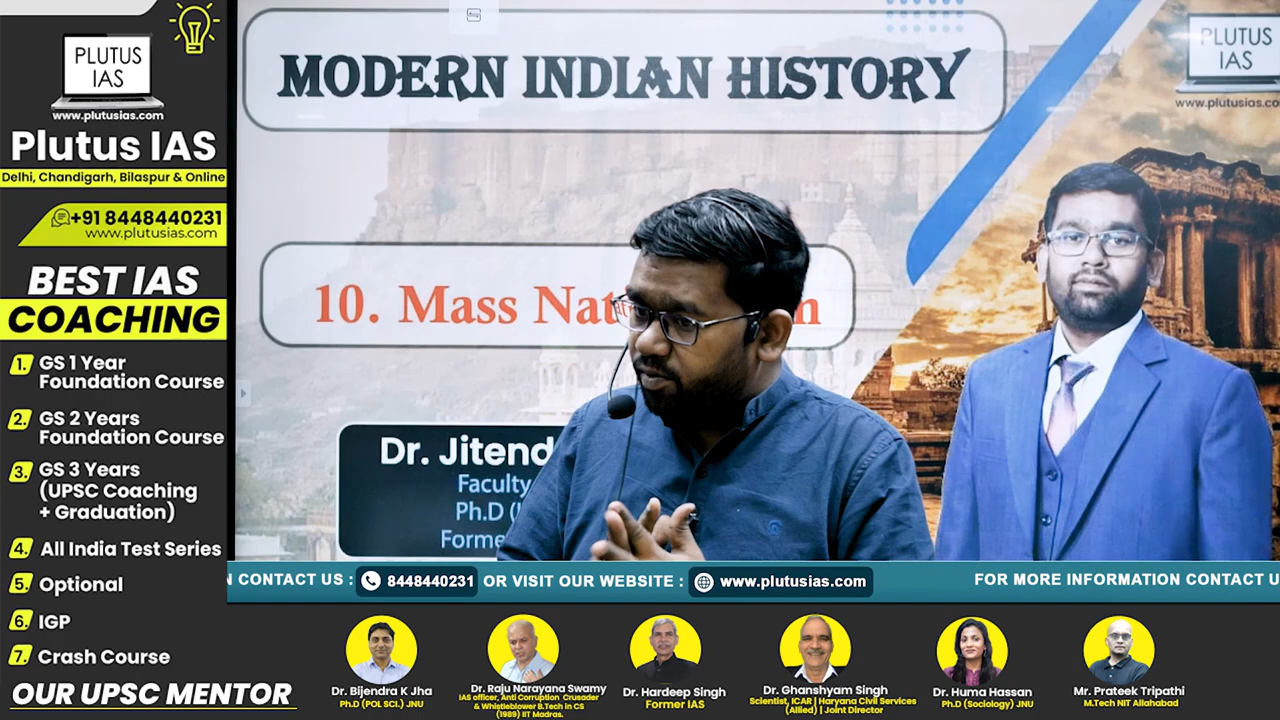 PLUTUS
IAS
www.plutusias.com
Plutus IAS
Delhi, Chandigarh, Bilaspur & Online
+91 8448440231
www.plutusias.com
BEST IAS
COACHING
1. GS 1 Year
Foundation Course
2. GS 2 Years
Foundation Course
3. GS 3 Years
(UPSC Coaching
+ Graduation)
4. All India Test Series
5. Optional
6. IGP
7. Crash Course
OUR UPSC MENTOR
MODERN INDIAN HISTORY
PLUTUS
IAS
www.plutusias.co
10. Mass Nat
Dr. Jitend
Faculty
Ph.D
Forme
N CONTACT US : 8448440231 OR VISIT OUR WEBSITE : www.plutusias.com FOR MORE INFORMATION CONTACT U
Dr. Bijendra K Jha
Ph.D (POL SCI.) JNU
Dr. Raju Narayana Swamy
IAS officer, Anti Corruption Crusader
& Whistleblower B.Tech in CS
(1989) IIT Madras.
Dr. Hardeep Singh
Former IAS
Dr. Ghanshyam Singh
Scientist, ICAR | Haryana Civil Services
(Allied) | Joint Director
Dr. Huma Hassan
Ph.D (Sociology) JNU
Mr. Prateek Tripathi
M.Tech NIT Allahabad